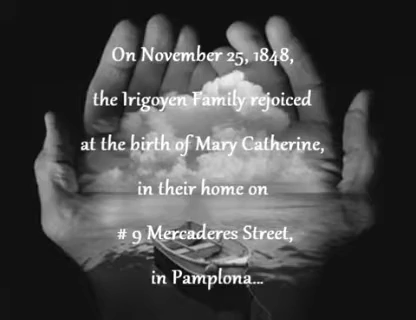 On November 25, 1848,
the Irigoyen Family rejoiced
at the birth of Mary Catherine,
in their home on
# 9 Mercaderes Street,
in Pamplona...